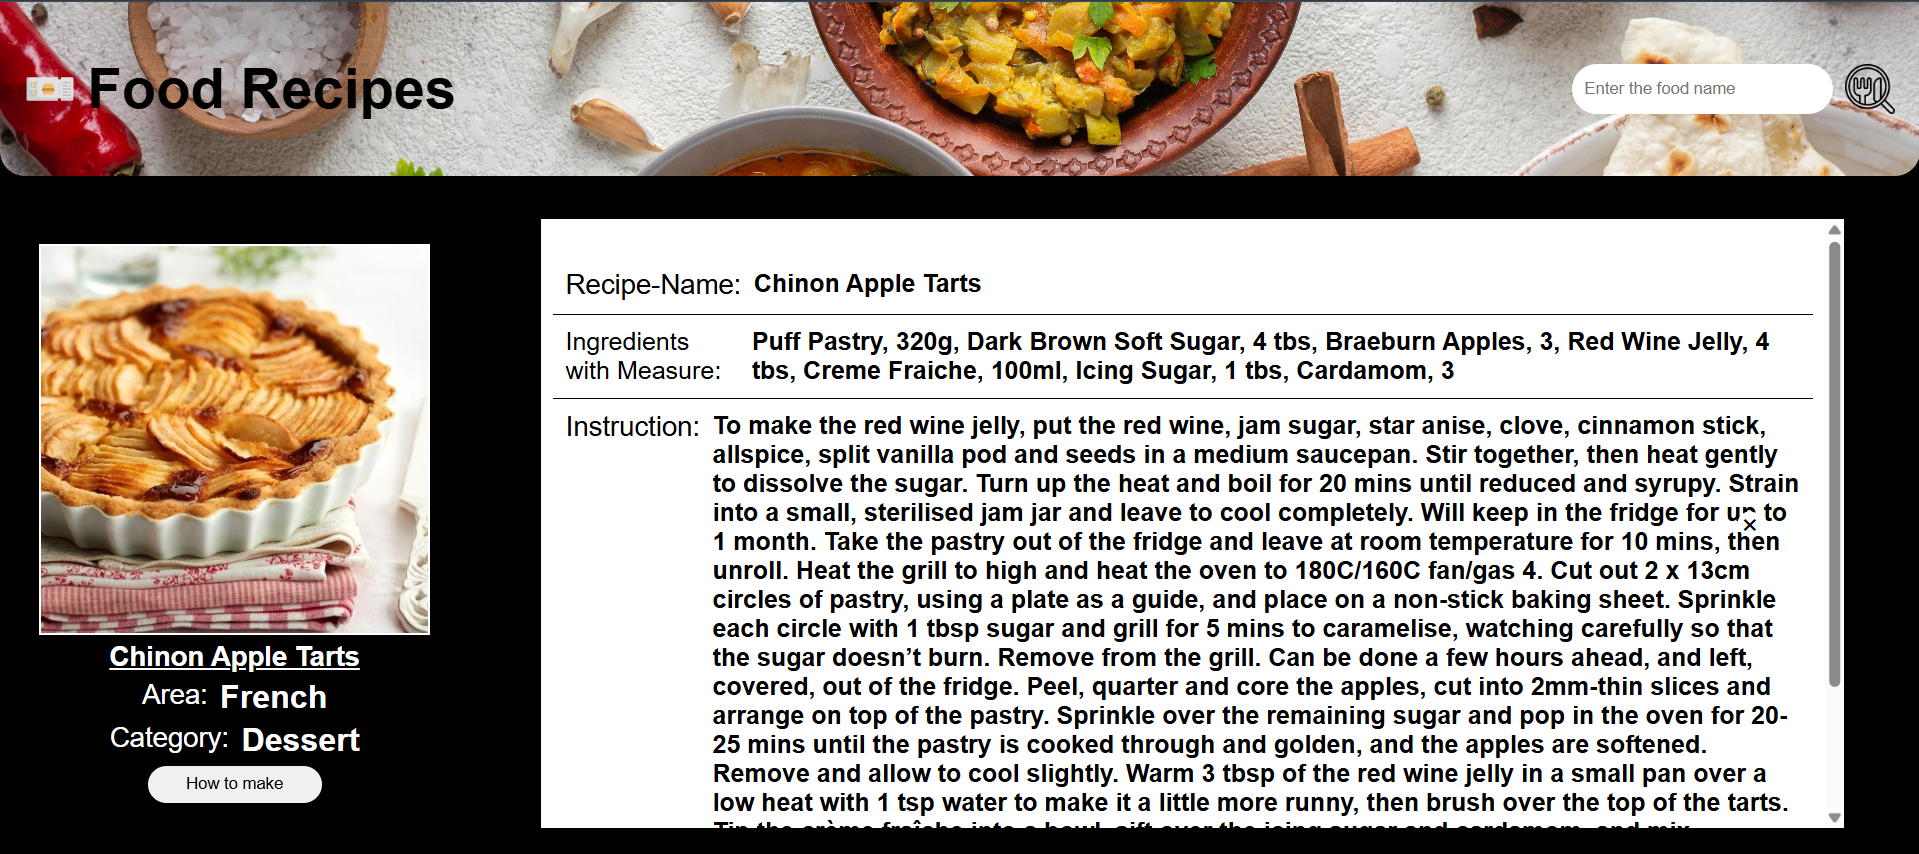 Food Recipes
Enter the food name
Chinon Apple Tarts
Area: French
Category: Dessert
How to make
Recipe-Name: Chinon Apple Tarts
Ingredients with Measure:
Puff Pastry, 320g, Dark Brown Soft Sugar, 4 tbs, Braeburn Apples, 3, Red Wine Jelly, 4
tbs, Creme Fraiche, 100ml, Icing Sugar, 1 tbs, Cardamom, 3
Instruction: To make the red wine jelly, put the red wine, jam sugar, star anise, clove, cinnamon stick,
allspice, split vanilla pod and seeds in a medium saucepan. Stir together, then heat gently
to dissolve the sugar. Turn up the heat and boil for 20 mins until reduced and syrupy. Strain
into a small, sterilised jam jar and leave to cool completely. Will keep in the fridge for up to
1 month. Take the pastry out of the fridge and leave at room temperature for 10 mins, then
unroll. Heat the grill to high and heat the oven to 180C/160C fan/gas 4. Cut out 2 x 13cm
circles of pastry, using a plate as a guide, and place on a non-stick baking sheet. Sprinkle
each circle with 1 tbsp sugar and grill for 5 mins to caramelise, watching carefully so that
the sugar doesn’t burn. Remove from the grill. Can be done a few hours ahead, and left,
covered, out of the fridge. Peel, quarter and core the apples, cut into 2mm-thin slices and
arrange on top of the pastry. Sprinkle over the remaining sugar and pop in the oven for 20-
25 mins until the pastry is cooked through and golden, and the apples are softened.
Remove and allow to cool slightly. Warm 3 tbsp of the red wine jelly in a small pan over a
low heat with 1 tsp water to make it a little more runny, then brush over the top of the tarts.
Tip the crème fraîche into a bowl, sift over the icing sugar and cardamom, and mix